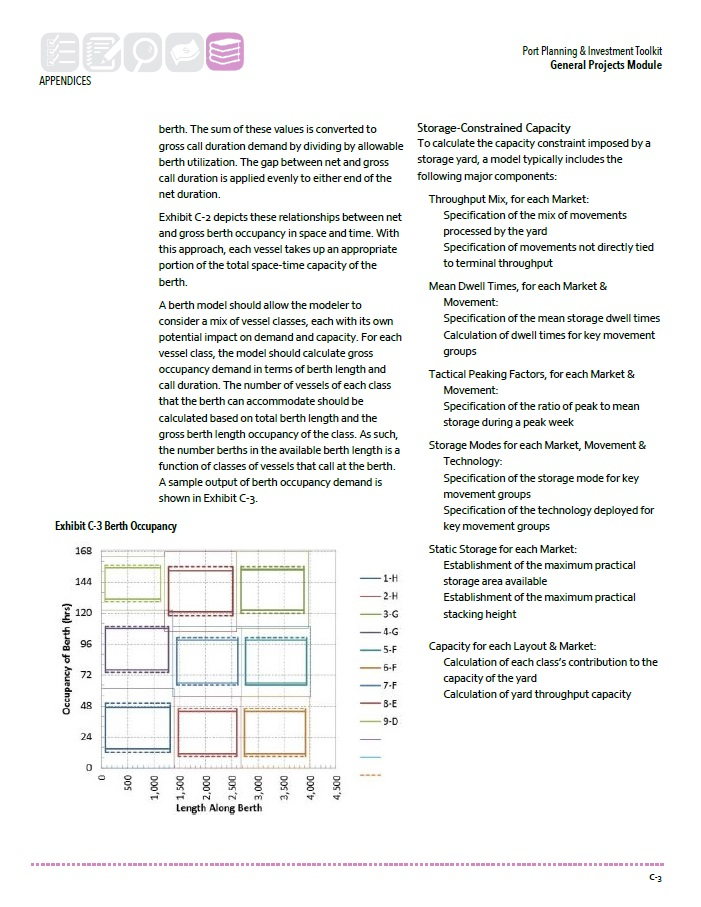 Port Planning & Investment Toolkit
General Projects Module
APPENDICES
berth. The sum of these values is converted to
gross call duration demand by dividing by allowable
berth utilization. The gap between net and gross
call duration is applied evenly to either end of the
net duration.
Exhibit C-2 depicts these relationships between net
and gross berth occupancy in space and time. With
this approach, each vessel takes up an appropriate
portion of the total space-time capacity of the
berth.
A berth model should allow the modeler to
consider a mix of vessel classes, each with its own
potential impact on demand and capacity. For each
vessel class, the model should calculate gross
occupancy demand in terms of berth length and
call duration. The number of vessels of each class
that the berth can accommodate should be
calculated based on total berth length and the
gross berth length occupancy of the class. As such,
the number berths in the available berth length is a
function of classes of vessels that call at the berth.
A sample output of berth occupancy demand is
shown in Exhibit C-3.
Exhibit C-3 Berth Occupancy
168
144
120
96
72
48
24
0
Occupancy of Berth (hrs)
0
500
1,000
1,500
2,000
2,500
3,000
3,500
4,000
4,500
Length Along Berth
1-H
2-H
3-G
4-G
5-F
6-F
7-F
8-E
9-D
Storage-Constrained Capacity
To calculate the capacity constraint imposed by a
storage yard, a model typically includes the
following major components:
Throughput Mix, for each Market:
Specification of the mix of movements
processed by the yard
Specification of movements not directly tied
to terminal throughput
Mean Dwell Times, for each Market &
Movement:
Specification of the mean storage dwell times
Calculation of dwell times for key movement
groups
Tactical Peaking Factors, for each Market &
Movement:
Specification of the ratio of peak to mean
storage during a peak week
Storage Modes for each Market, Movement &
Technology:
Specification of the storage mode for key
movement groups
Specification of the technology deployed for
key movement groups
Static Storage for each Market:
Establishment of the maximum practical
storage area available
Establishment of the maximum practical
stacking height
Capacity for each Layout & Market:
Calculation of each class's contribution to the
capacity of the yard
Calculation of yard throughput capacity
C-3